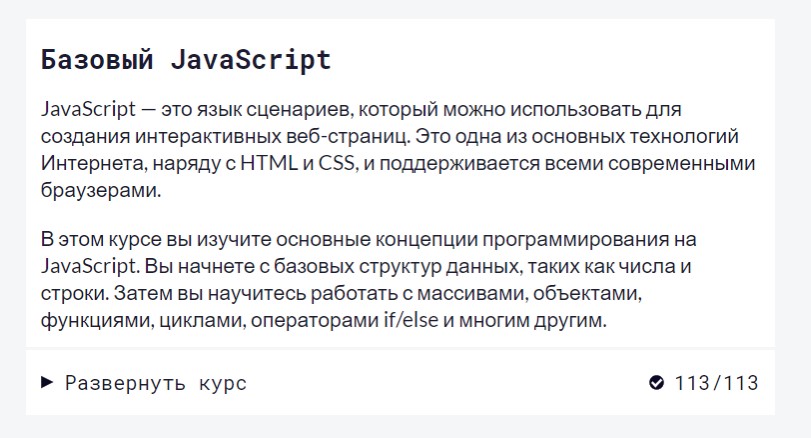 Базовый JavaScript
JavaScript — это язык сценариев, который можно использовать для
создания интерактивных веб-страниц. Это одна из основных технологий
Интернета, наряду с HTML и CSS, и поддерживается всеми современными
браузерами.
В этом курсе вы изучите основные концепции программирования на
JavaScript. Вы начнете с базовых структур данных, таких как числа и
строки. Затем вы научитесь работать с массивами, объектами,
функциями, циклами, операторами if/else и многим другим.
Развернуть курс 113/113